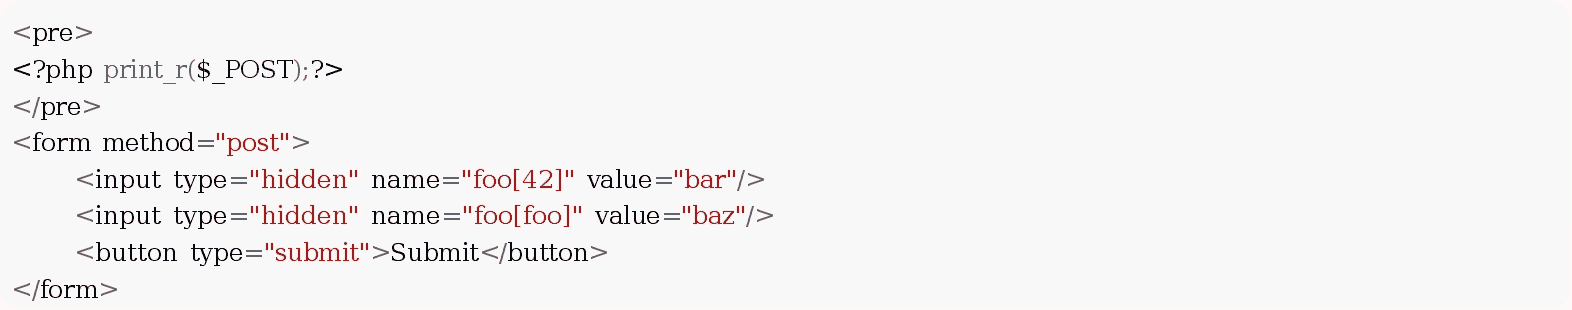 <pre>
<?php print_r($_POST);?>
</pre>
<form method="post">
<input type="hidden" name="foo[42]" value="bar"/>
<input type="hidden" name="foo[foo]" value="baz"/>
<button type="submit">Submit</button>
</form>